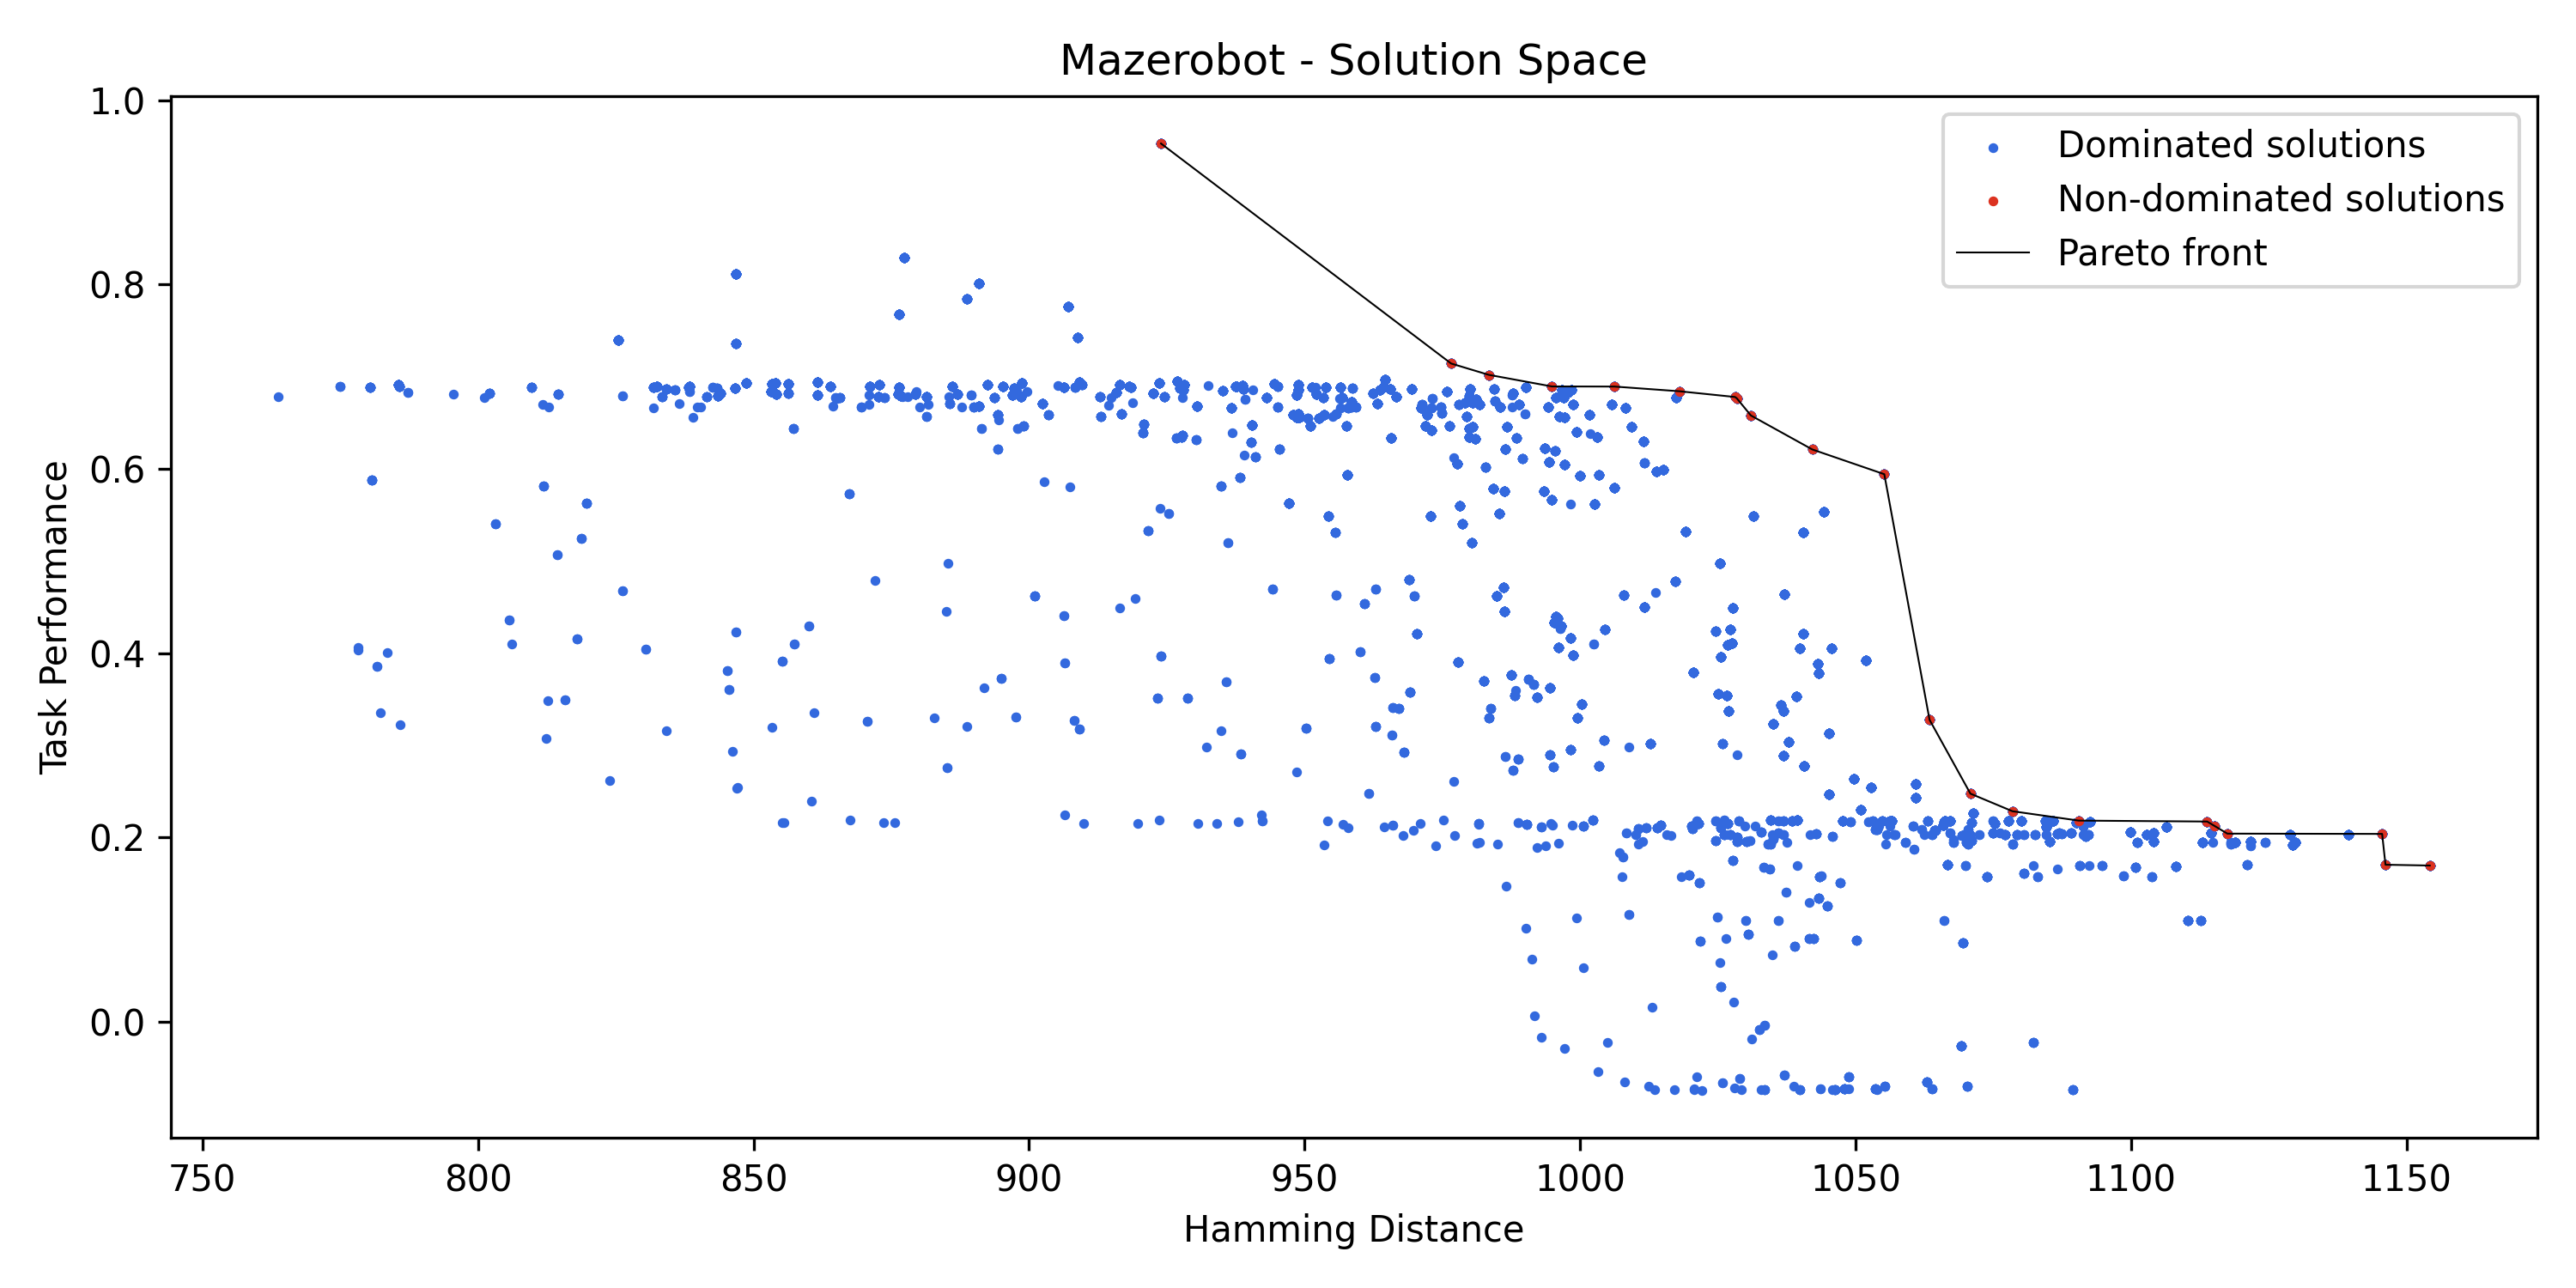 Mazerobot - Solution Space
Dominated solutions
Non-dominated solutions
Pareto front
Task Performance
1.0
0.8
0.6
0.4
0.2
0.0
750 800 850 900 950 1000 1050 1100 1150
Hamming Distance